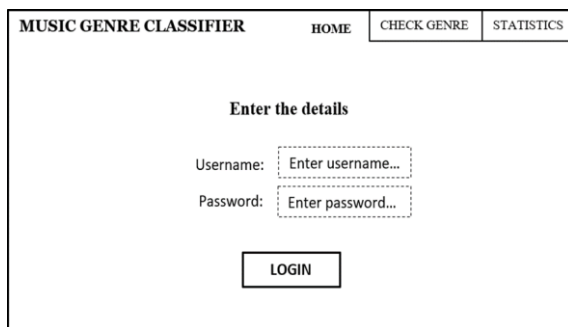 MUSIC GENRE CLASSIFIER HOME CHECK GENRE STATISTICS
Enter the details
Username: Enter username...
Password: Enter password...
LOGIN